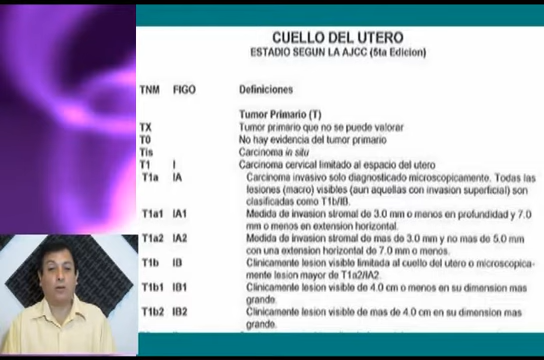 CUELLO DEL UTERO
ESTADIO SEGUN LA AJCC (5ta Edicion)
TNM FIGO Definiciones
Tumor Primario (T)
TX Tumor primario que no se puede valorar
T0 No hay evidencia del tumor primario
Tis Carcinoma in situ
T1 I Carcinoma cervical limitado al espacio del utero
T1a IA Carcinoma invasivo solo diagnosticado microscopicamente. Todas las
lesiones (macro) visibles (aun aquellas con invasion superficial) son
clasificadas como T1b/IB.
T1a1 IA1 Medida de invasion stromal de 3.0 mm o menos en profundidad y 7.0
mm o menos en extension horizontal.
T1a2 IA2 Medida de invasion stromal de mas de 3.0 mm y no mas de 5.0 mm
con una extension horizontal de 7.0 mm o menos.
T1b IB Clinicamente lesion visible limitada al cuello del utero o microscopica-
mente lesion mayor de T1a2/IA2.
T1b1 IB1 Clinicamente lesion visible de 4.0 cm o menos en su dimension mas
grande.
T1b2 IB2 Clinicamente lesion visible de mas de 4.0 cm en su dimension mas
grande.